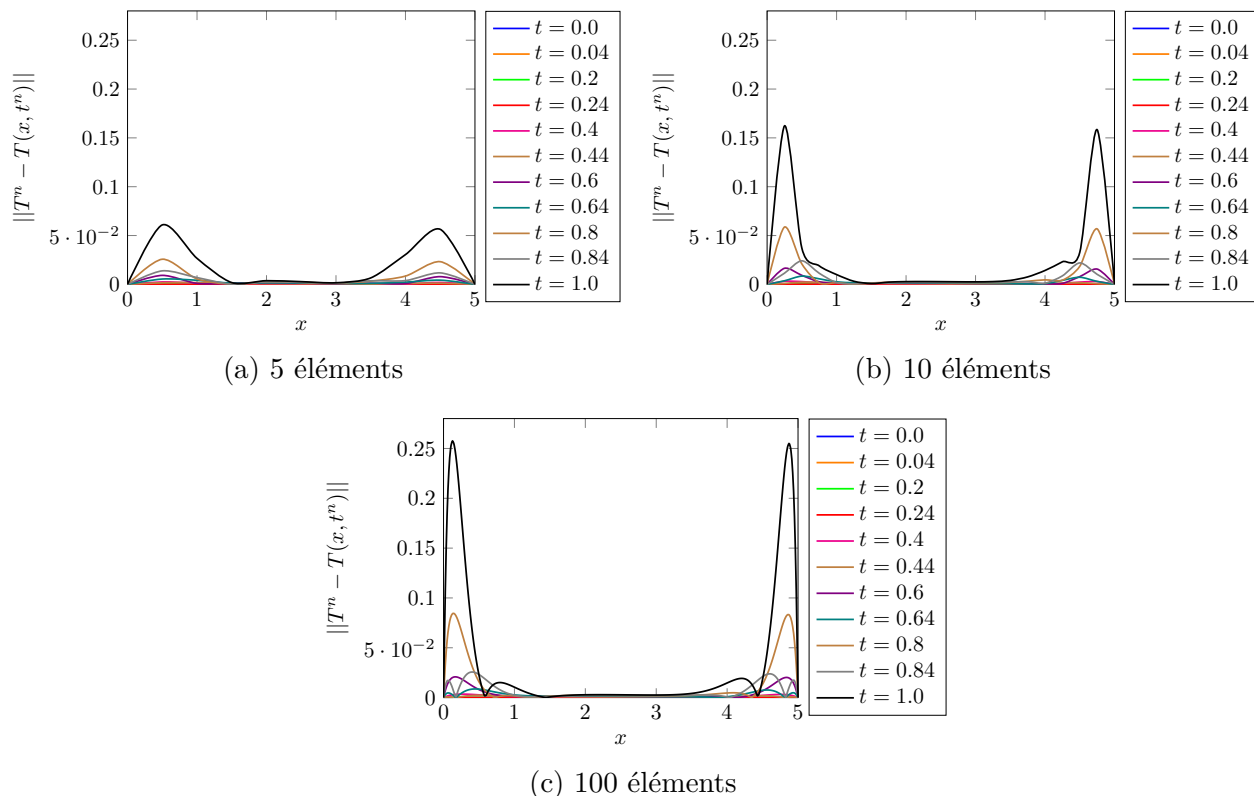 0.25
0.2
0.15
0.1
5 · 10⁻²
0
||Tⁿ − T(x, tⁿ)||
0 1 2 3 4 5
x
t = 0.0
t = 0.04
t = 0.2
t = 0.24
t = 0.4
t = 0.44
t = 0.6
t = 0.64
t = 0.8
t = 0.84
t = 1.0
(a) 5 éléments
0.25
0.2
0.15
0.1
5 · 10⁻²
0
||Tⁿ − T(x, tⁿ)||
0 1 2 3 4 5
x
t = 0.0
t = 0.04
t = 0.2
t = 0.24
t = 0.4
t = 0.44
t = 0.6
t = 0.64
t = 0.8
t = 0.84
t = 1.0
(b) 10 éléments
0.25
0.2
0.15
0.1
5 · 10⁻²
0
||Tⁿ − T(x, tⁿ)||
0 1 2 3 4 5
x
t = 0.0
t = 0.04
t = 0.2
t = 0.24
t = 0.4
t = 0.44
t = 0.6
t = 0.64
t = 0.8
t = 0.84
t = 1.0
(c) 100 éléments